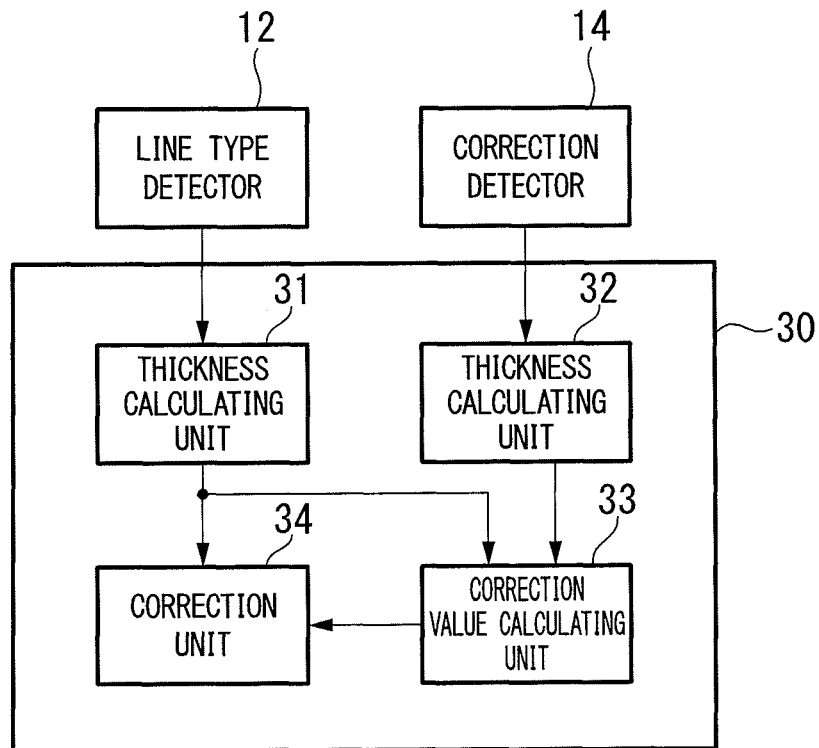 12
14
LINE TYPE
DETECTOR
CORRECTION
DETECTOR
31
32
30
THICKNESS
CALCULATING
UNIT
THICKNESS
CALCULATING
UNIT
34
33
CORRECTION
UNIT
CORRECTION
VALUE CALCULATING
UNIT